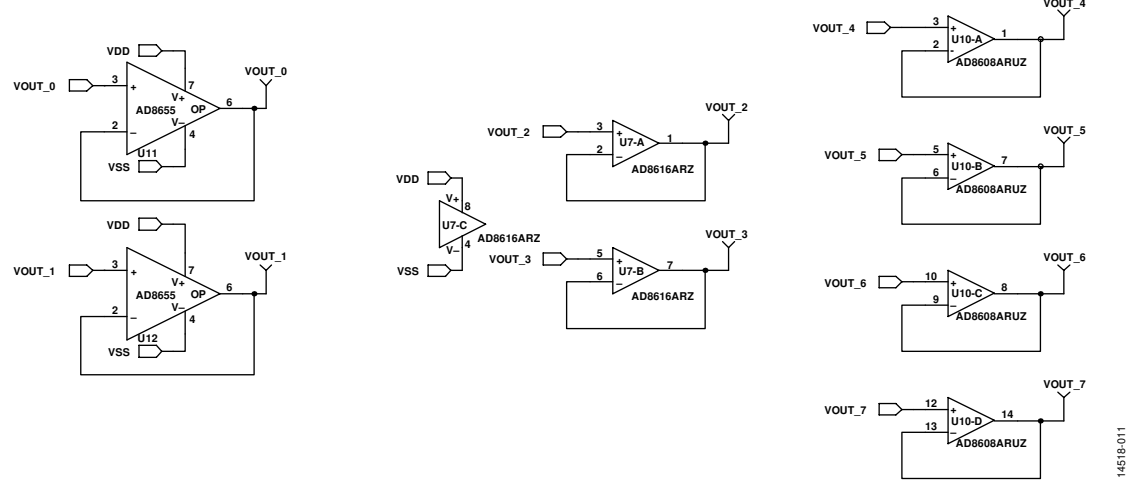 VDD
VOUT_0
3
+
7
V+
AD8655
OP
6
VOUT_0
2
–
V–
4
U11
VSS
VDD
VOUT_1
3
+
7
V+
AD8655
OP
6
VOUT_1
2
–
V–
4
U12
VSS
VDD
V+
8
U7-C
AD8616ARZ
V–
4
VSS
VOUT_2
3
+
U7-A
1
VOUT_2
2
–
AD8616ARZ
VOUT_3
5
+
U7-B
7
VOUT_3
6
–
AD8616ARZ
VOUT_4
3
+
U10-A
1
VOUT_4
2
-
AD8608ARUZ
VOUT_5
5
+
U10-B
7
VOUT_5
6
–
AD8608ARUZ
VOUT_6
10
+
U10-C
8
VOUT_6
9
–
AD8608ARUZ
VOUT_7
12
+
U10-D
14
VOUT_7
13
–
AD8608ARUZ
14518-011